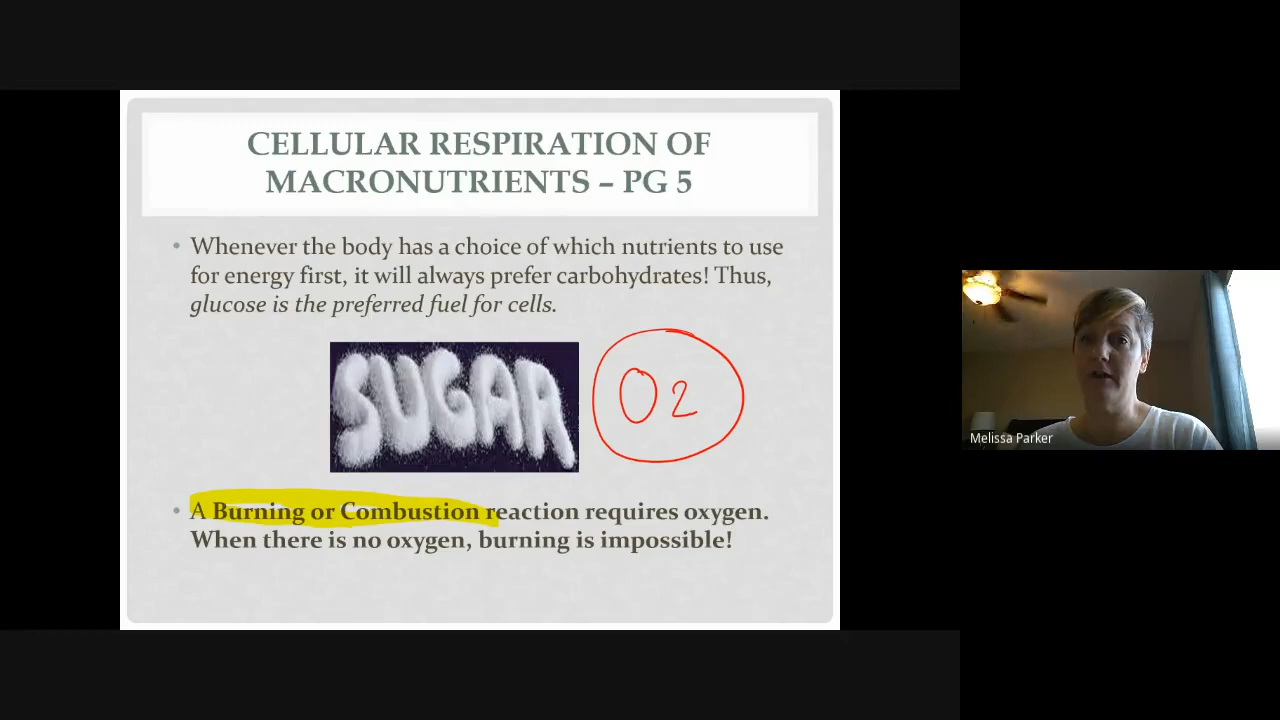 CELLULAR RESPIRATION OF
MACRONUTRIENTS – PG 5
• Whenever the body has a choice of which nutrients to use
for energy first, it will always prefer carbohydrates! Thus,
glucose is the preferred fuel for cells.
SUGAR
O2
• A Burning or Combustion reaction requires oxygen.
When there is no oxygen, burning is impossible!
Melissa Parker